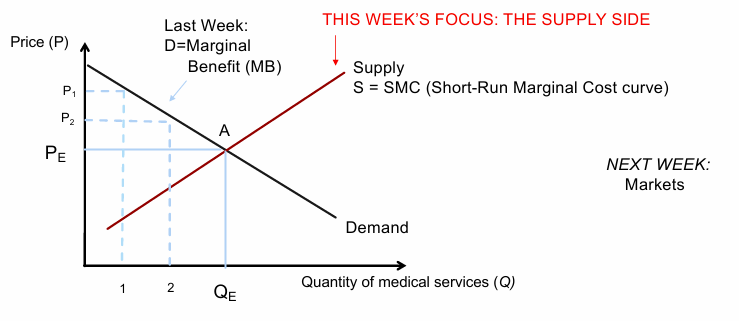 THIS WEEK'S FOCUS: THE SUPPLY SIDE
Last Week:
D=Marginal
Benefit (MB)
Price (P)
Supply
S = SMC (Short-Run Marginal Cost curve)
P1
P2
A
PE
NEXT WEEK:
Markets
Demand
Quantity of medical services (Q)
1
2
QE